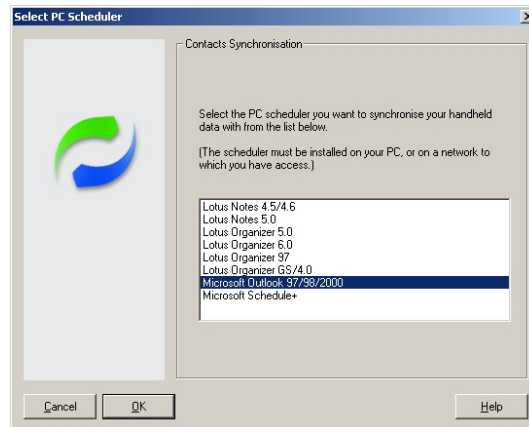 Select PC Scheduler
Contacts Synchronisation
Select the PC scheduler you want to synchronise your handheld
data with from the list below.
(The scheduler must be installed on your PC, or on a network to
which you have access.)
Lotus Notes 4.5/4.6
Lotus Notes 5.0
Lotus Organizer 5.0
Lotus Organizer 6.0
Lotus Organizer 97
Lotus Organizer GS/4.0
Microsoft Outlook 97/98/2000
Microsoft Schedule+
Cancel OK Help